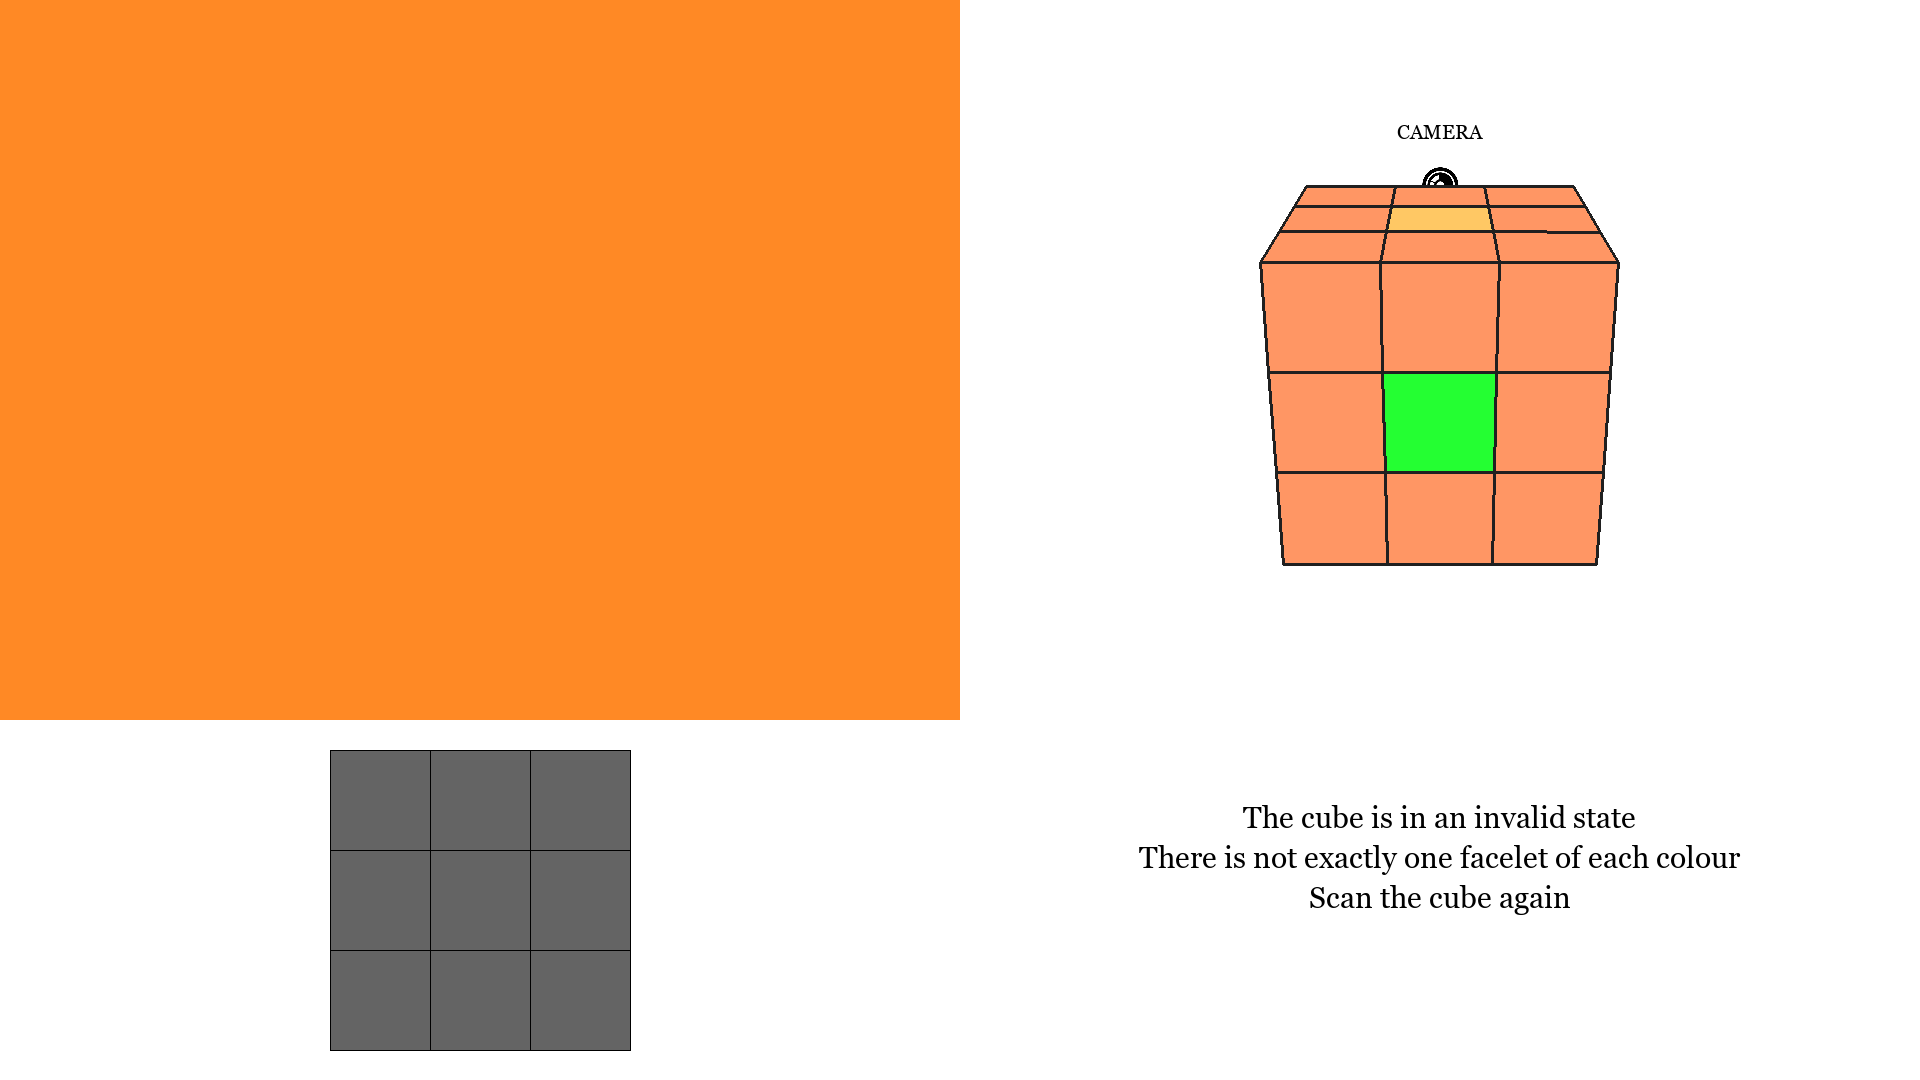 CAMERA
The cube is in an invalid state
There is not exactly one facelet of each colour
Scan the cube again